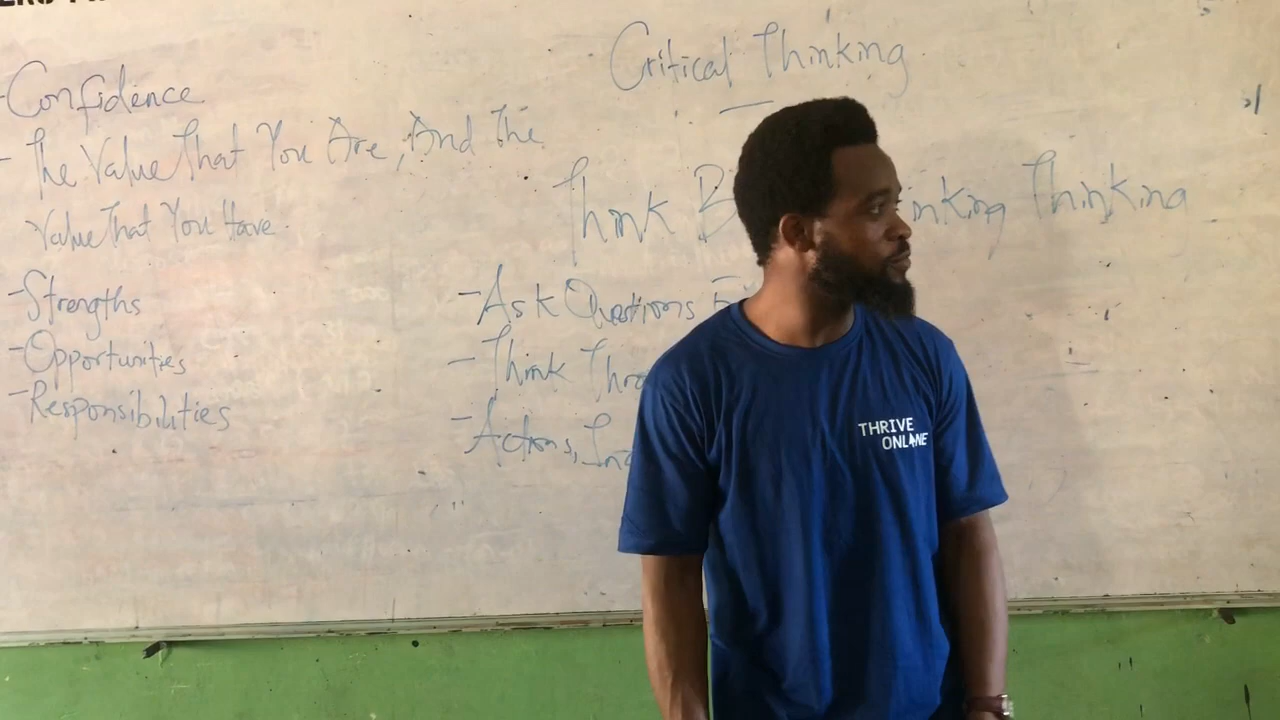 Confidence
- The Value That You Are, And The
Value That You Have.
- Strengths
- Opportunities
- Responsibilities
Critical Thinking
Think Thinking
- Ask Questions
- Think
- Actions,
THRIVE
ONLINE